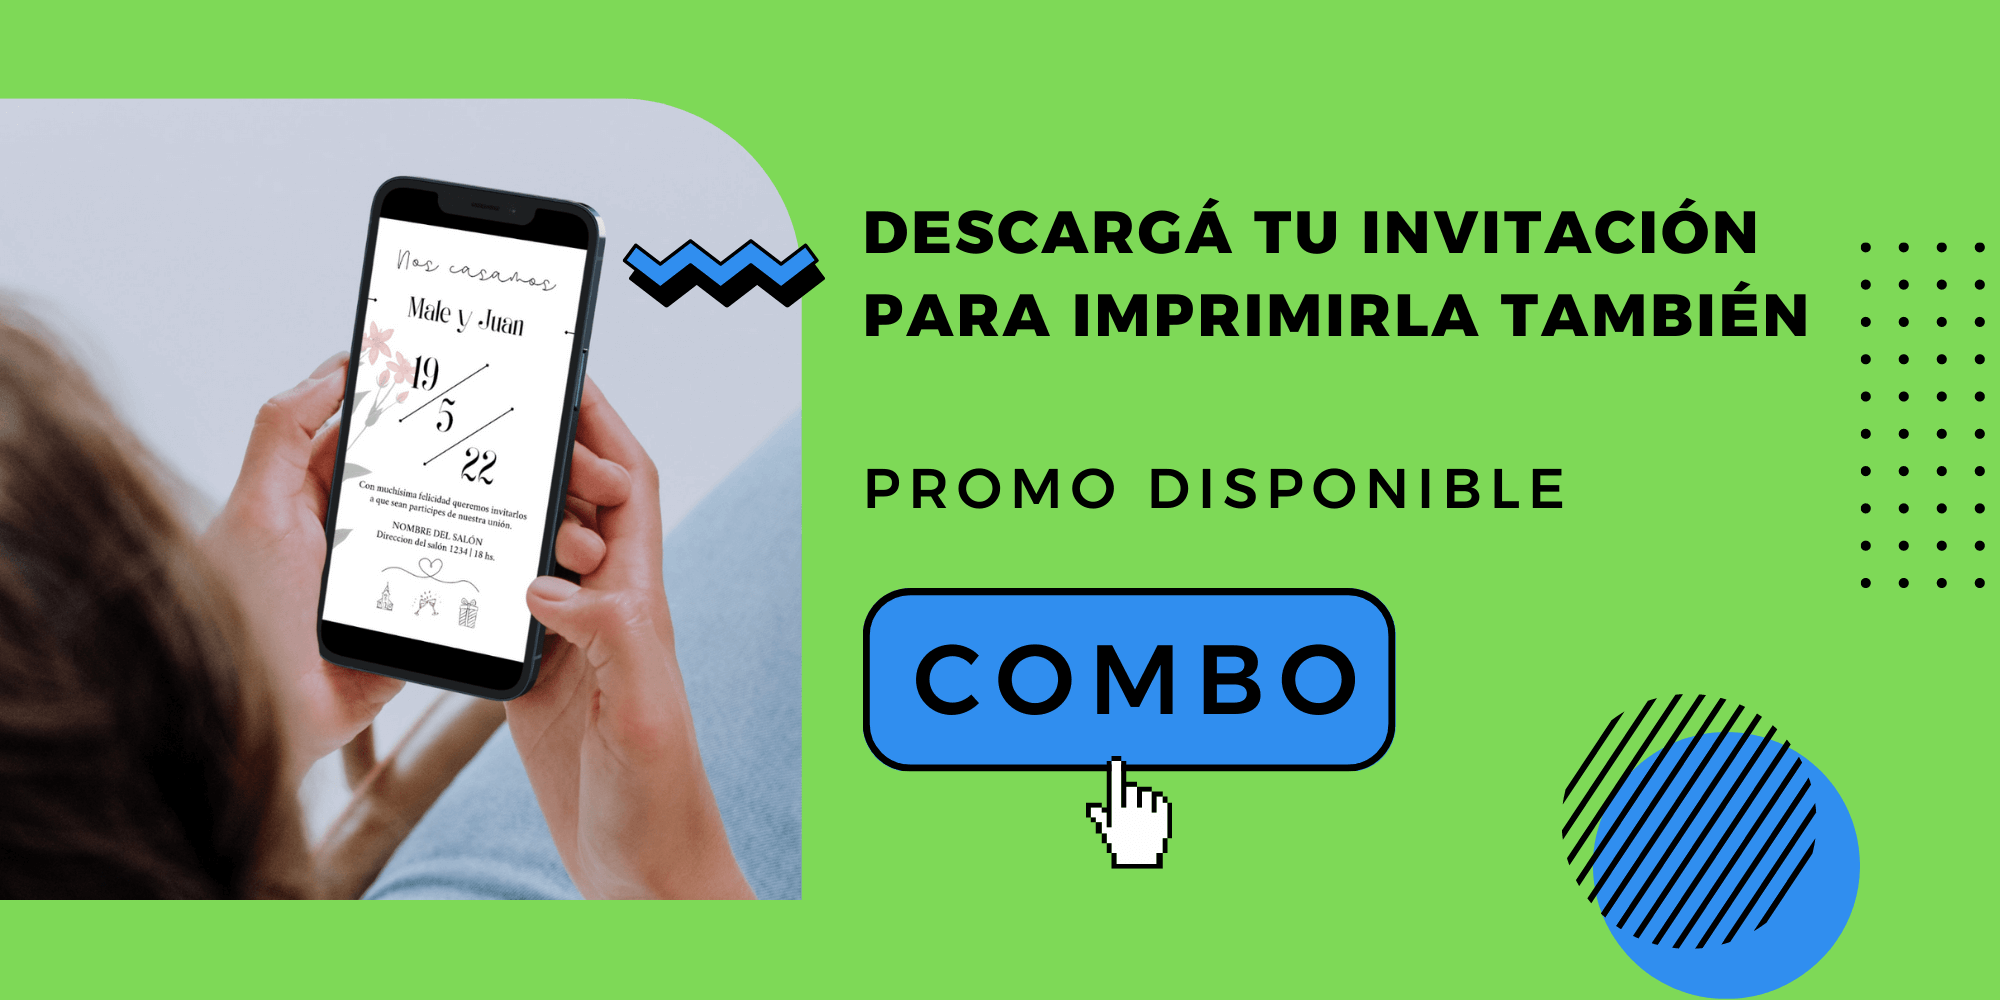 Nos casamos
Male y Juan
19
5
22
Con muchísima felicidad queremos invitarlos
a que sean partícipes de nuestra unión.
NOMBRE DEL SALÓN
Direccion del salón 1234 | 18 hs.
DESCARGÁ TU INVITACIÓN
PARA IMPRIMIRLA TAMBIÉN
PROMO DISPONIBLE
COMBO